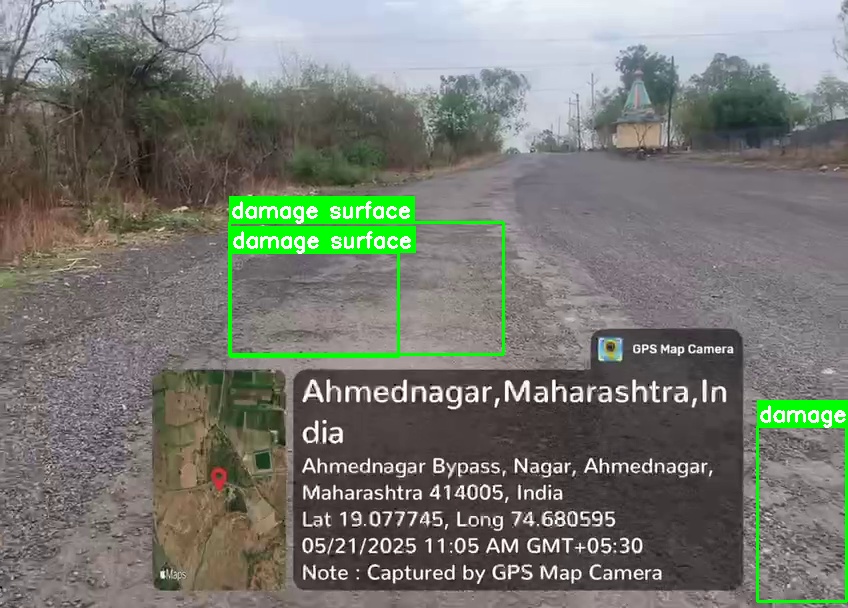 damage surface
damage surface
GPS Map Camera
Ahmednagar,Maharashtra,In
dia
damage
Ahmednagar Bypass, Nagar, Ahmednagar,
Maharashtra 414005, India
Lat 19.077745, Long 74.680595
05/21/2025 11:05 AM GMT+05:30
Note : Captured by GPS Map Camera
Maps